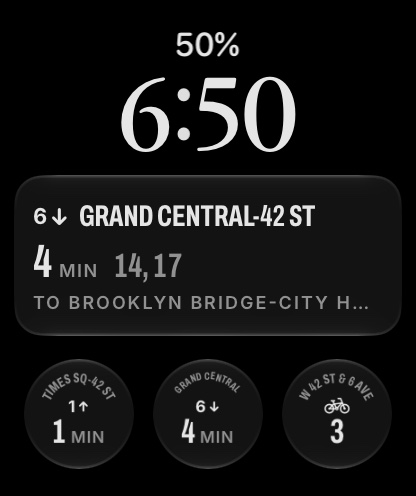 50%
6:50
6↓ GRAND CENTRAL-42 ST
4 MIN 14, 17
TO BROOKLYN BRIDGE-CITY H...
TIMES SQ-42 ST
1↑
1 MIN
GRAND CENTRAL
6↓
4 MIN
W 42 ST & 6 AVE
3